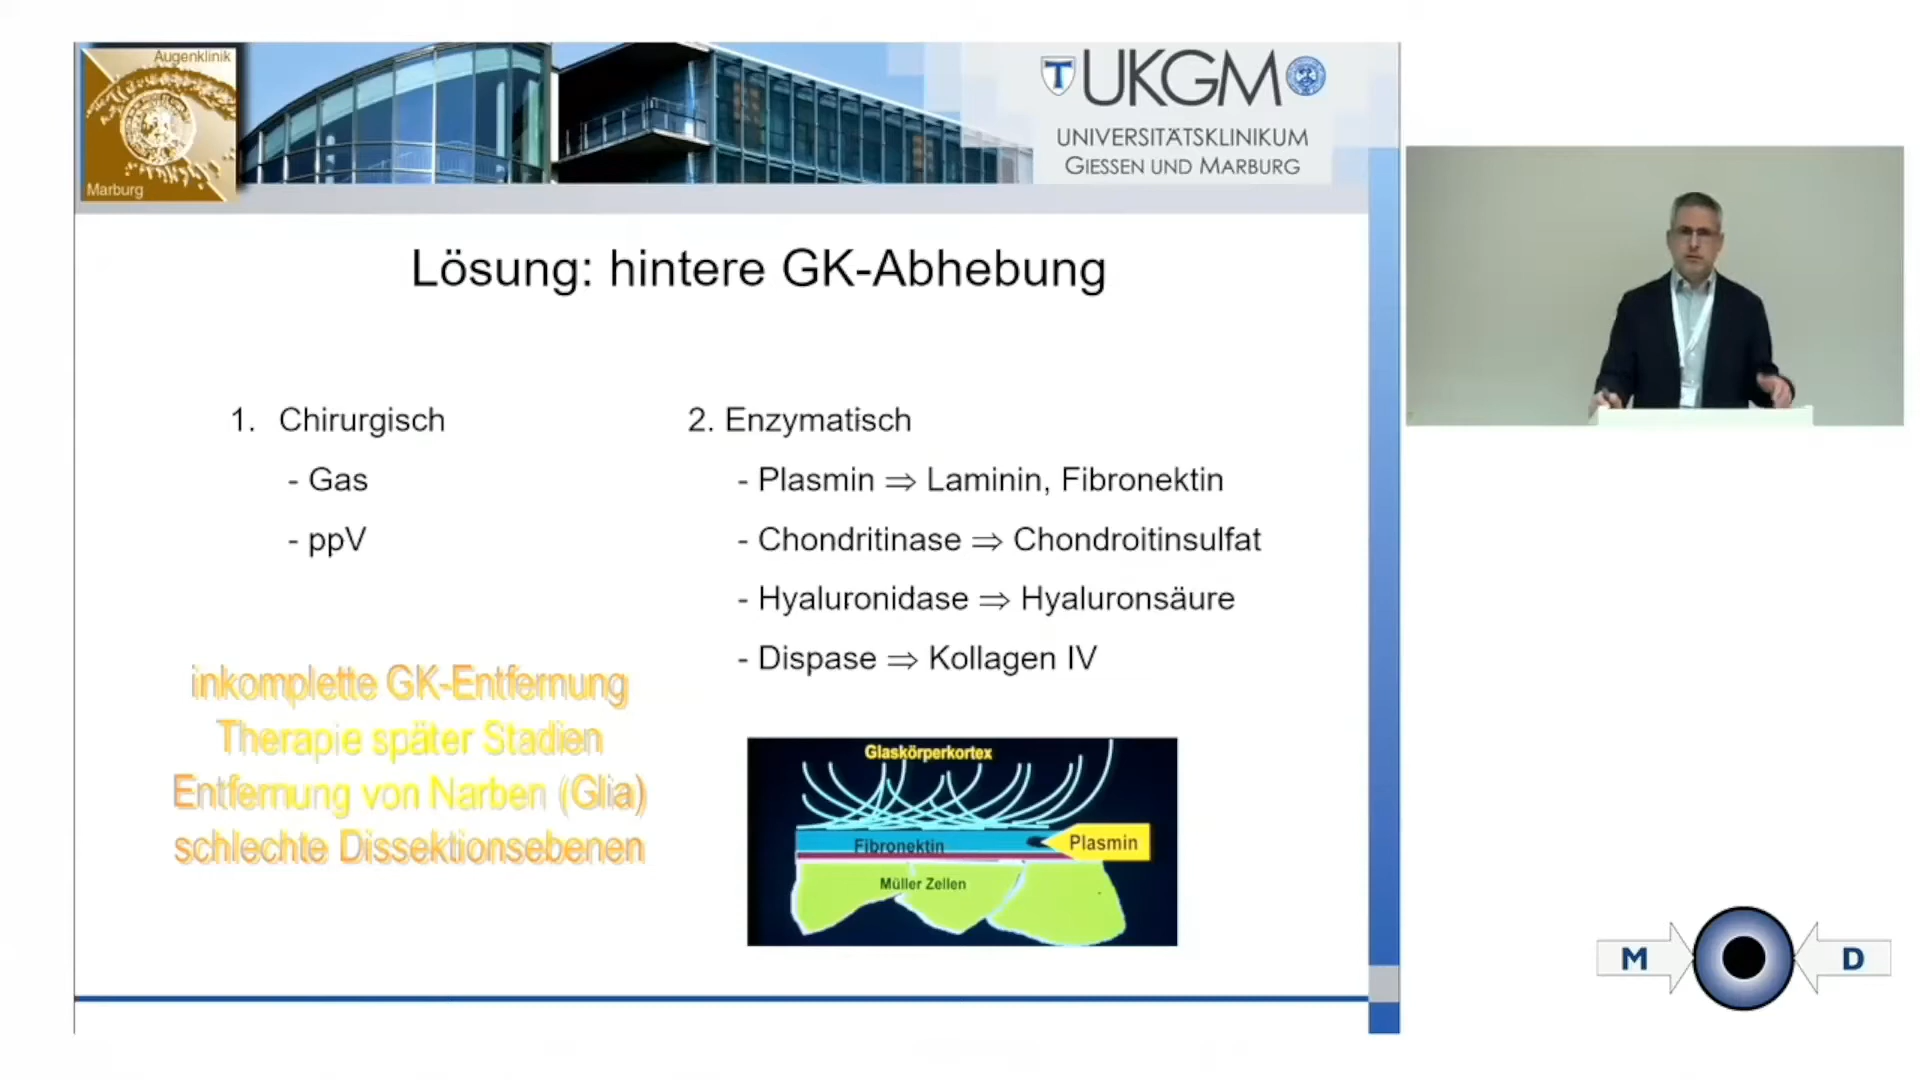 Augenklinik
Marburg
UKGM
UNIVERSITÄTSKLINIKUM
GIESSEN UND MARBURG
Lösung: hintere GK-Abhebung
1. Chirurgisch
- Gas
- ppV
2. Enzymatisch
- Plasmin ⇒ Laminin, Fibronektin
- Chondritinase ⇒ Chondroitinsulfat
- Hyaluronidase ⇒ Hyaluronsäure
- Dispase ⇒ Kollagen IV
inkomplette GK-Entfernung
Therapie später Stadien
Entfernung von Narben (Glia)
schlechte Dissektionsebenen
Glaskörperkortex
Fibronektin
Plasmin
Müller Zellen
M D